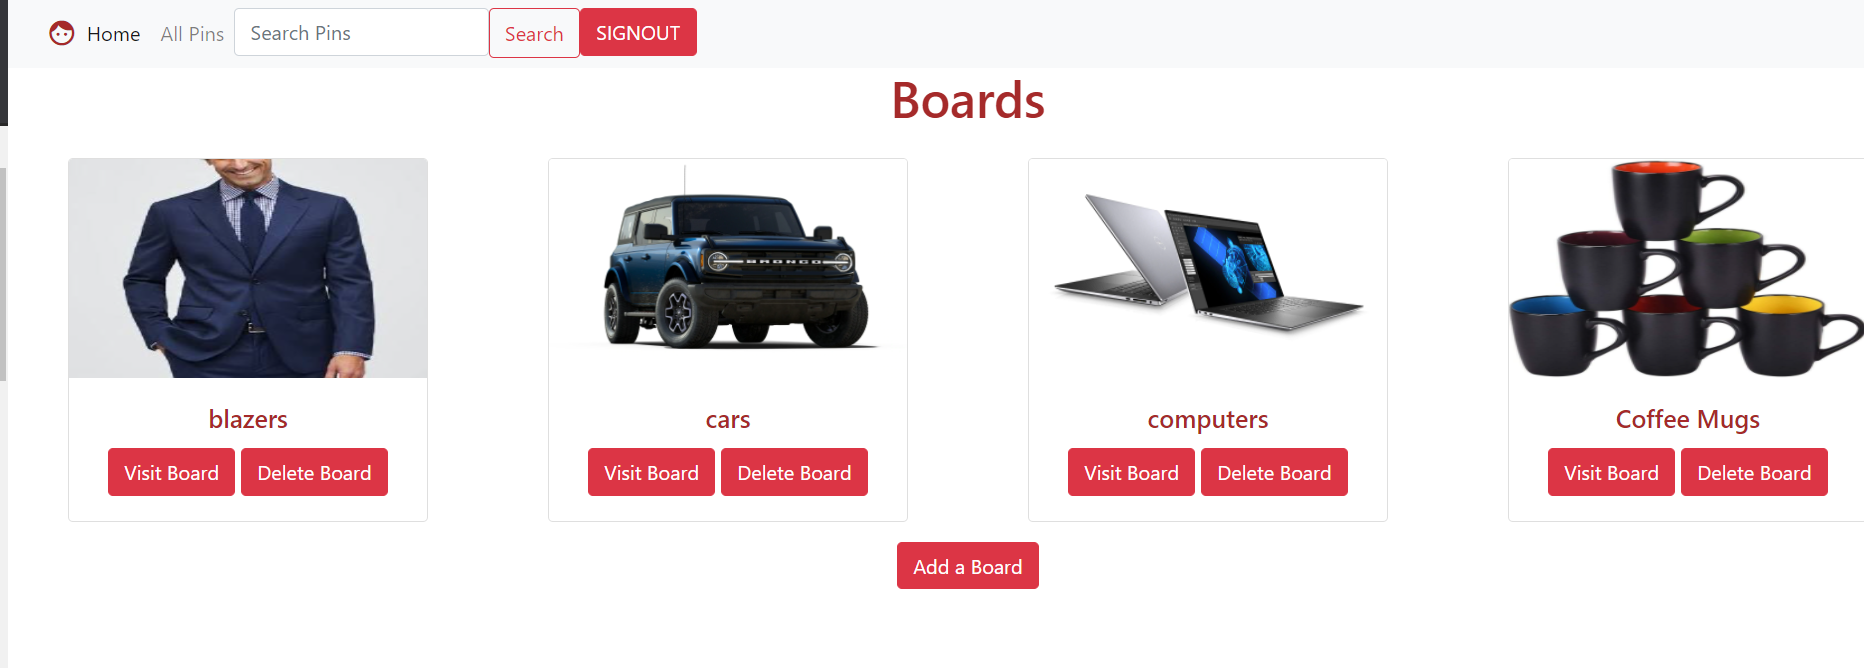 Home All Pins Search Pins Search SIGNOUT
Boards
BRONCO
blazers cars computers Coffee Mugs
Visit Board Delete Board Visit Board Delete Board Visit Board Delete Board Visit Board Delete Board
Add a Board